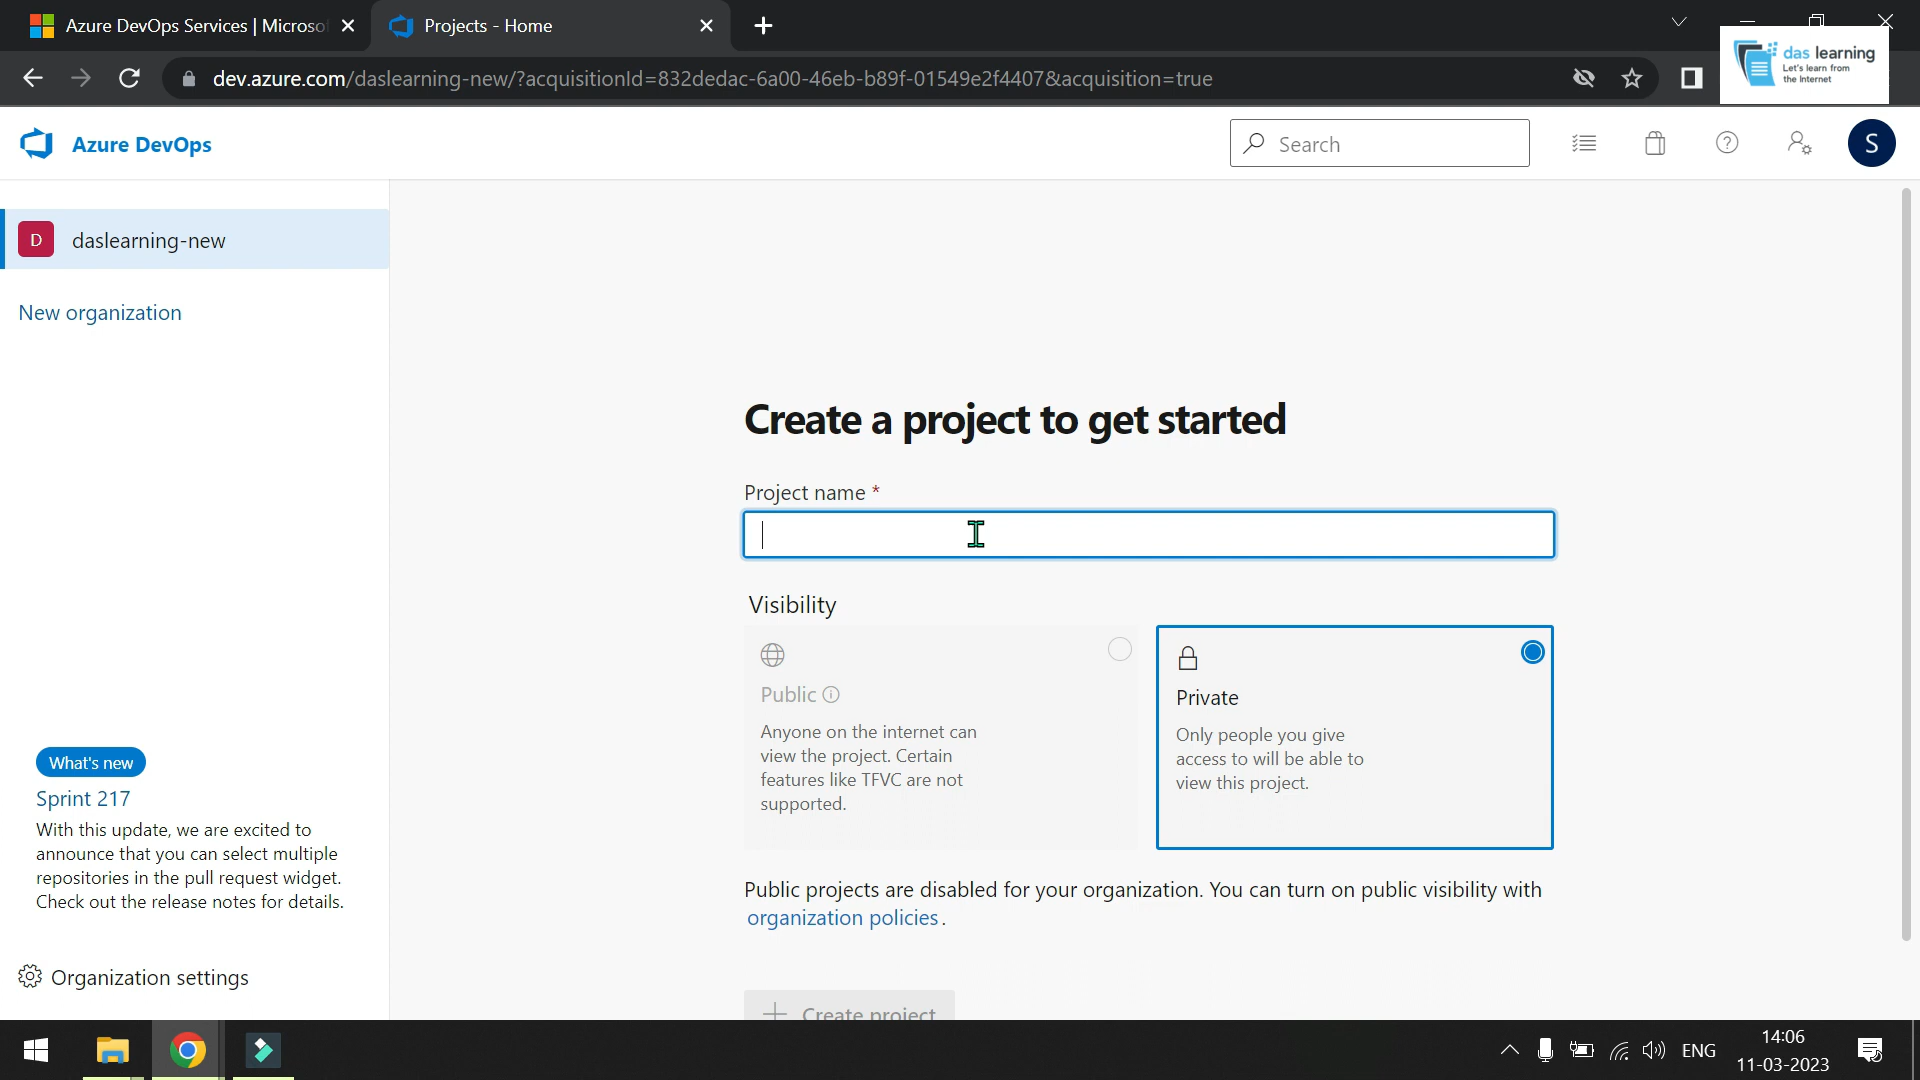 Azure DevOps Services | Microso
Projects - Home
dev.azure.com/daslearning-new/?acquisitionId=832dedac-6a00-46eb-b89f-01549e2f4407&acquisition=true
das learning
Let's learn from
the Internet
Azure DevOps
Search
S
D
daslearning-new
New organization
Create a project to get started
Project name *
Visibility
Public
Anyone on the internet can
view the project. Certain
features like TFVC are not
supported.
Private
Only people you give
access to will be able to
view this project.
Public projects are disabled for your organization. You can turn on public visibility with
organization policies.
Create project
What's new
Sprint 217
With this update, we are excited to
announce that you can select multiple
repositories in the pull request widget.
Check out the release notes for details.
Organization settings
ENG
14:06
11-03-2023